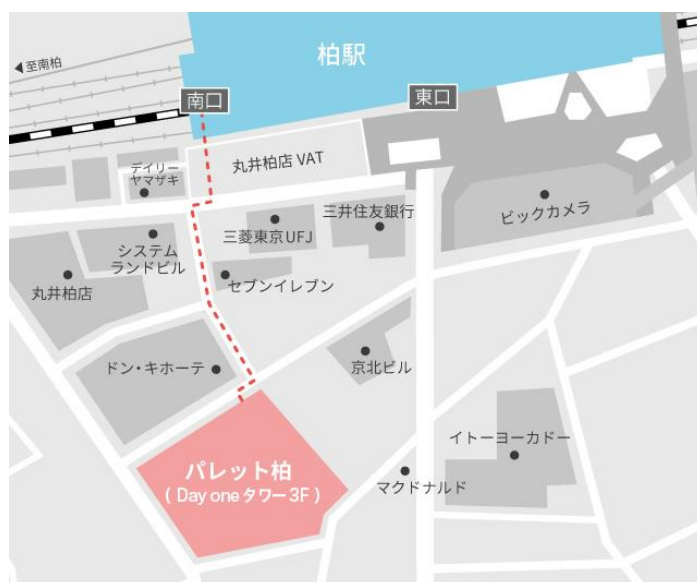 柏駅
◀至南柏
南口
東口
丸井柏店 VAT
デイリー
ヤマザキ
三井住友銀行
ビックカメラ
三菱東京UFJ
システム
ランドビル
セブンイレブン
丸井柏店
ドン・キホーテ
京北ビル
イトーヨーカドー
パレット柏
( Day one タワー 3F )
マクドナルド